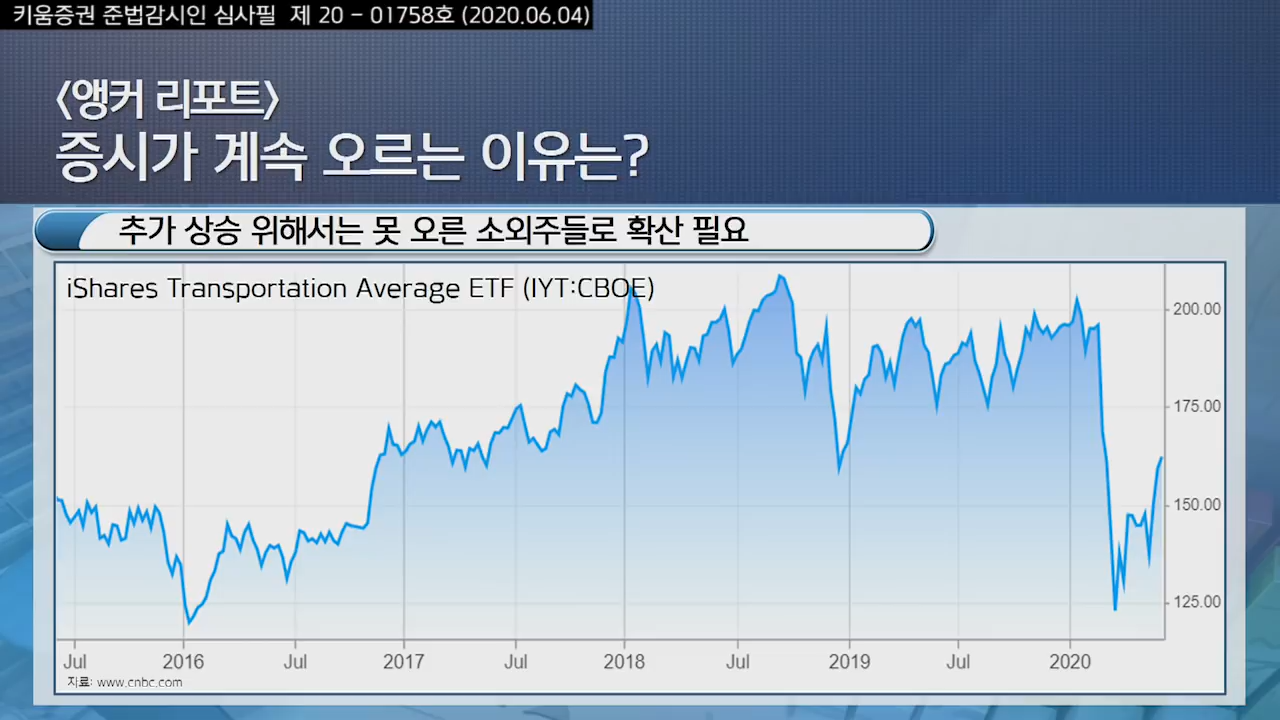 키움증권 준법감시인 심사필 제 20 - 01758호 (2020.06.04)
<앵커 리포트>
증시가 계속 오르는 이유는?
추가 상승 위해서는 못 오른 소외주들로 확산 필요
iShares Transportation Average ETF (IYT:CBOE)
200.00
175.00
150.00
125.00
Jul 2016 Jul 2017 Jul 2018 Jul 2019 Jul 2020
자료: www.cnbc.com